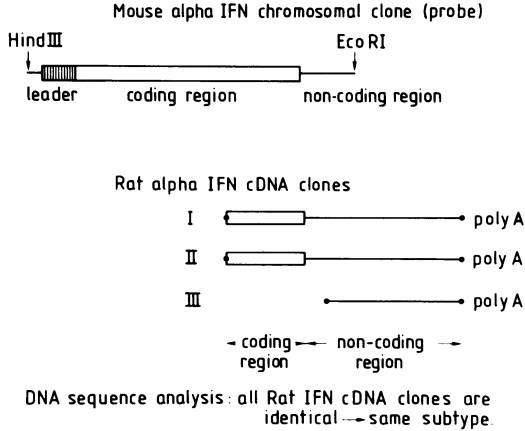 Mouse alpha IFN chromosomal clone (probe)
Hind III
Eco RI
leader
coding region
non-coding region
Rat alpha IFN cDNA clones
I
poly A
II
poly A
III
poly A
coding region
non-coding region
DNA sequence analysis : all Rat IFN cDNA clones are
identical → same subtype.